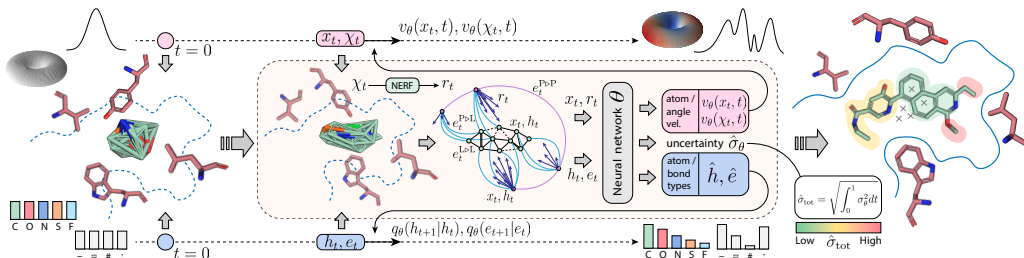 t = 0
x_t, χ_t
v_θ(x_t, t), v_θ(χ_t, t)
χ_t
NERF
r_t
r_t
e_t^{P▹P}
e_t^{P▹L}
e_t^{L▹L}
x_t, h_t
x_t, h_t
x_t, r_t
h_t, e_t
Neural network θ
atom /
angle
vel.
v_θ(x_t, t)
v_θ(χ_t, t)
uncertainty σ̂_θ
atom /
bond
types
ĥ, ê
σ̂_tot = √∫_0^1 σ_θ^2 dt
Low σ̂_tot High
C O N S F
− = # ·
t = 0
h_t, e_t
q_θ(h_{t+1}|h_t), q_θ(e_{t+1}|e_t)
C O N S F
− = # ·